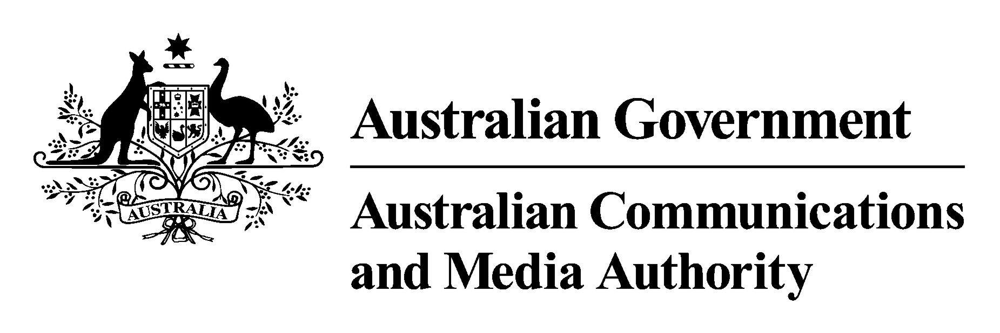 AUSTRALIA
Australian Government
Australian Communications
and Media Authority